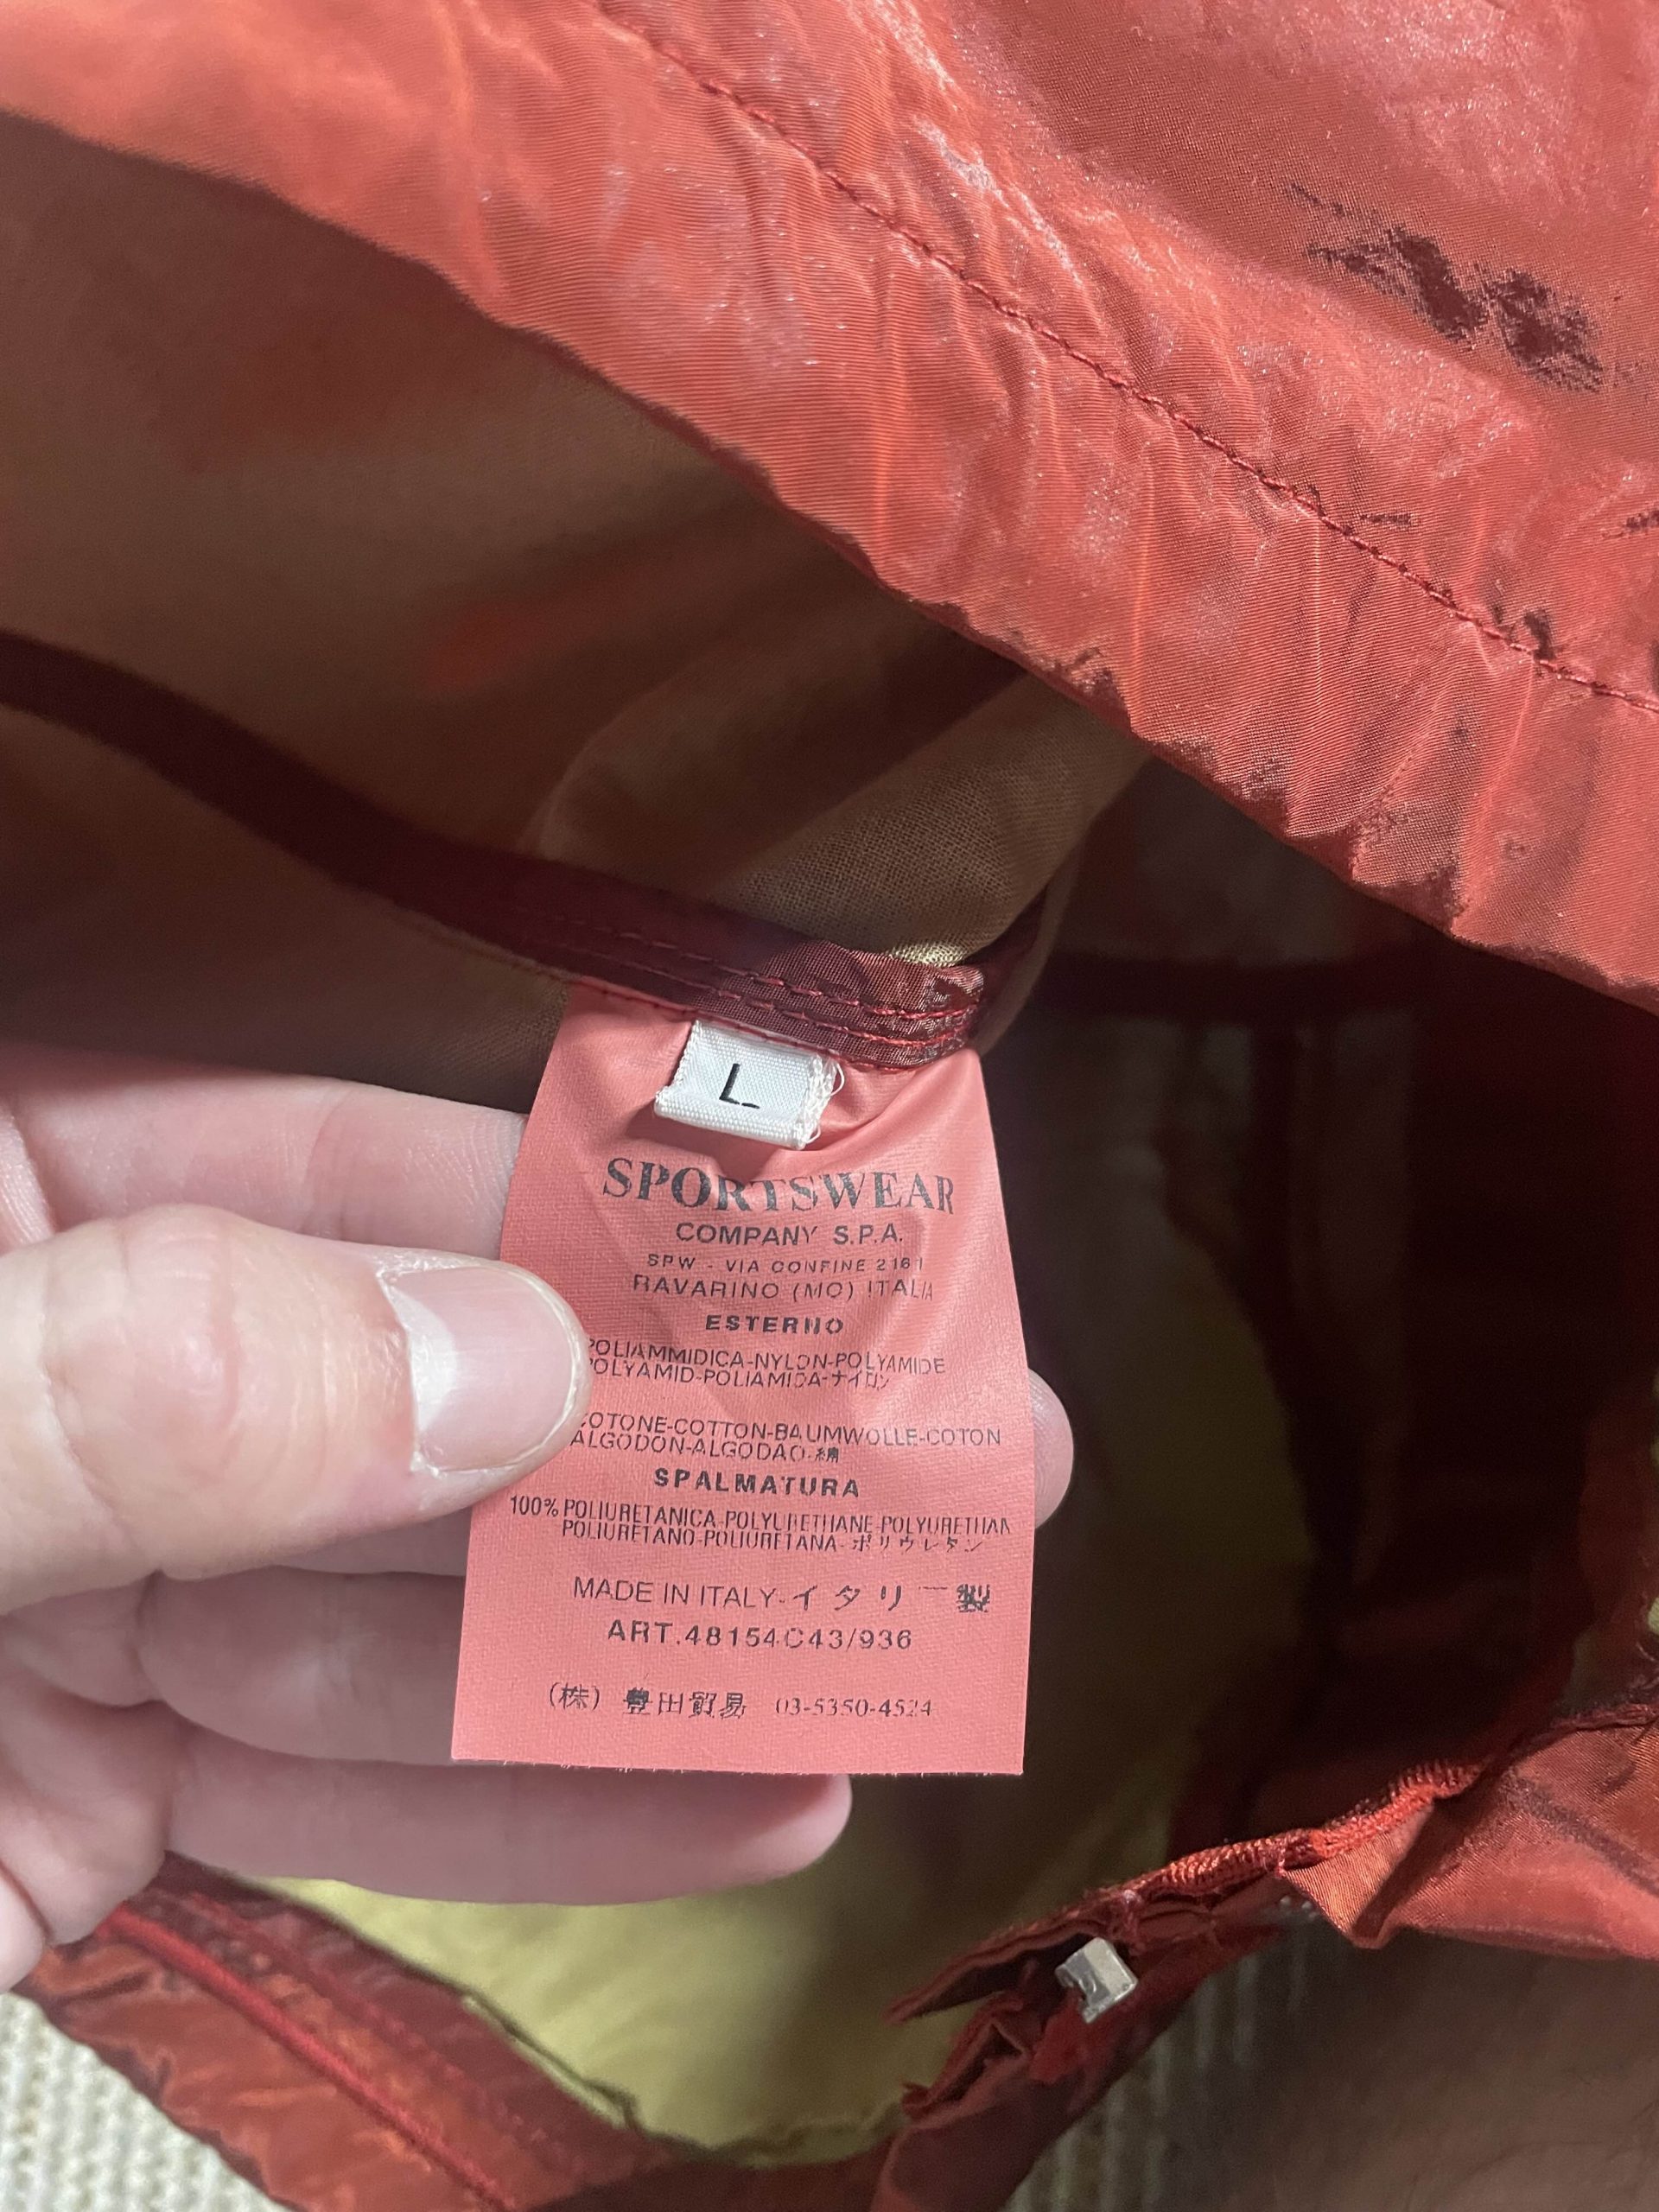 L
SPORTSWEAR
COMPANY S.P.A.
SPW - VIA CONFINE 2161
RAVARINO (MO) ITALIA
ESTERNO
POLIAMMIDICA-NYLON-POLYAMIDE
POLYAMID-POLIAMIDA-ナイロン
COTONE-COTTON-BAUMWOLLE-COTON
ALGODON-ALGODAO-綿
SPALMATURA
100% POLIURETANICA-POLYURETHANE-POLYURETHAN
POLIURETANO-POLIURETANA-ポリウレタン
MADE IN ITALY-イタリー製
ART.48154C43/936
(株) 豊田貿易 03-5350-4524